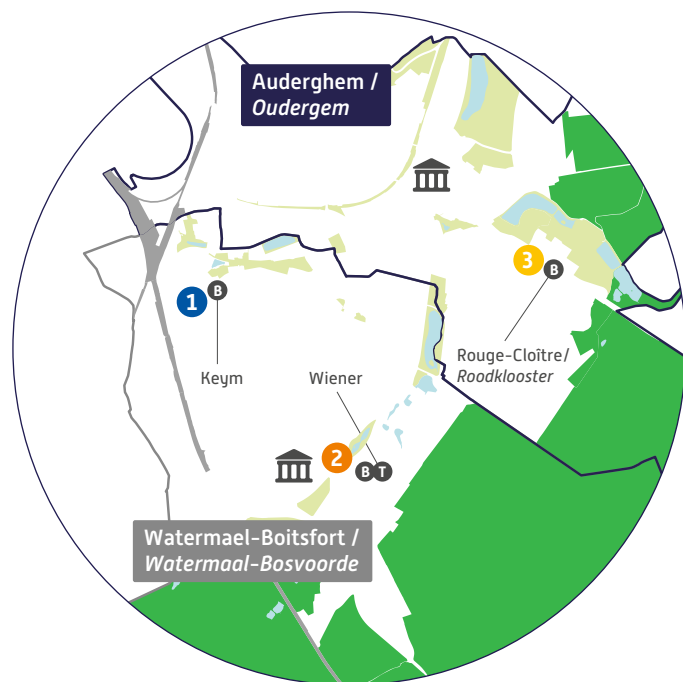 Auderghem /
Oudergem
3
B
1
B
Rouge-Cloître/
Roodklooster
Keym
Wiener
2
B
T
Watermael-Boitsfort /
Watermaal-Bosvoorde